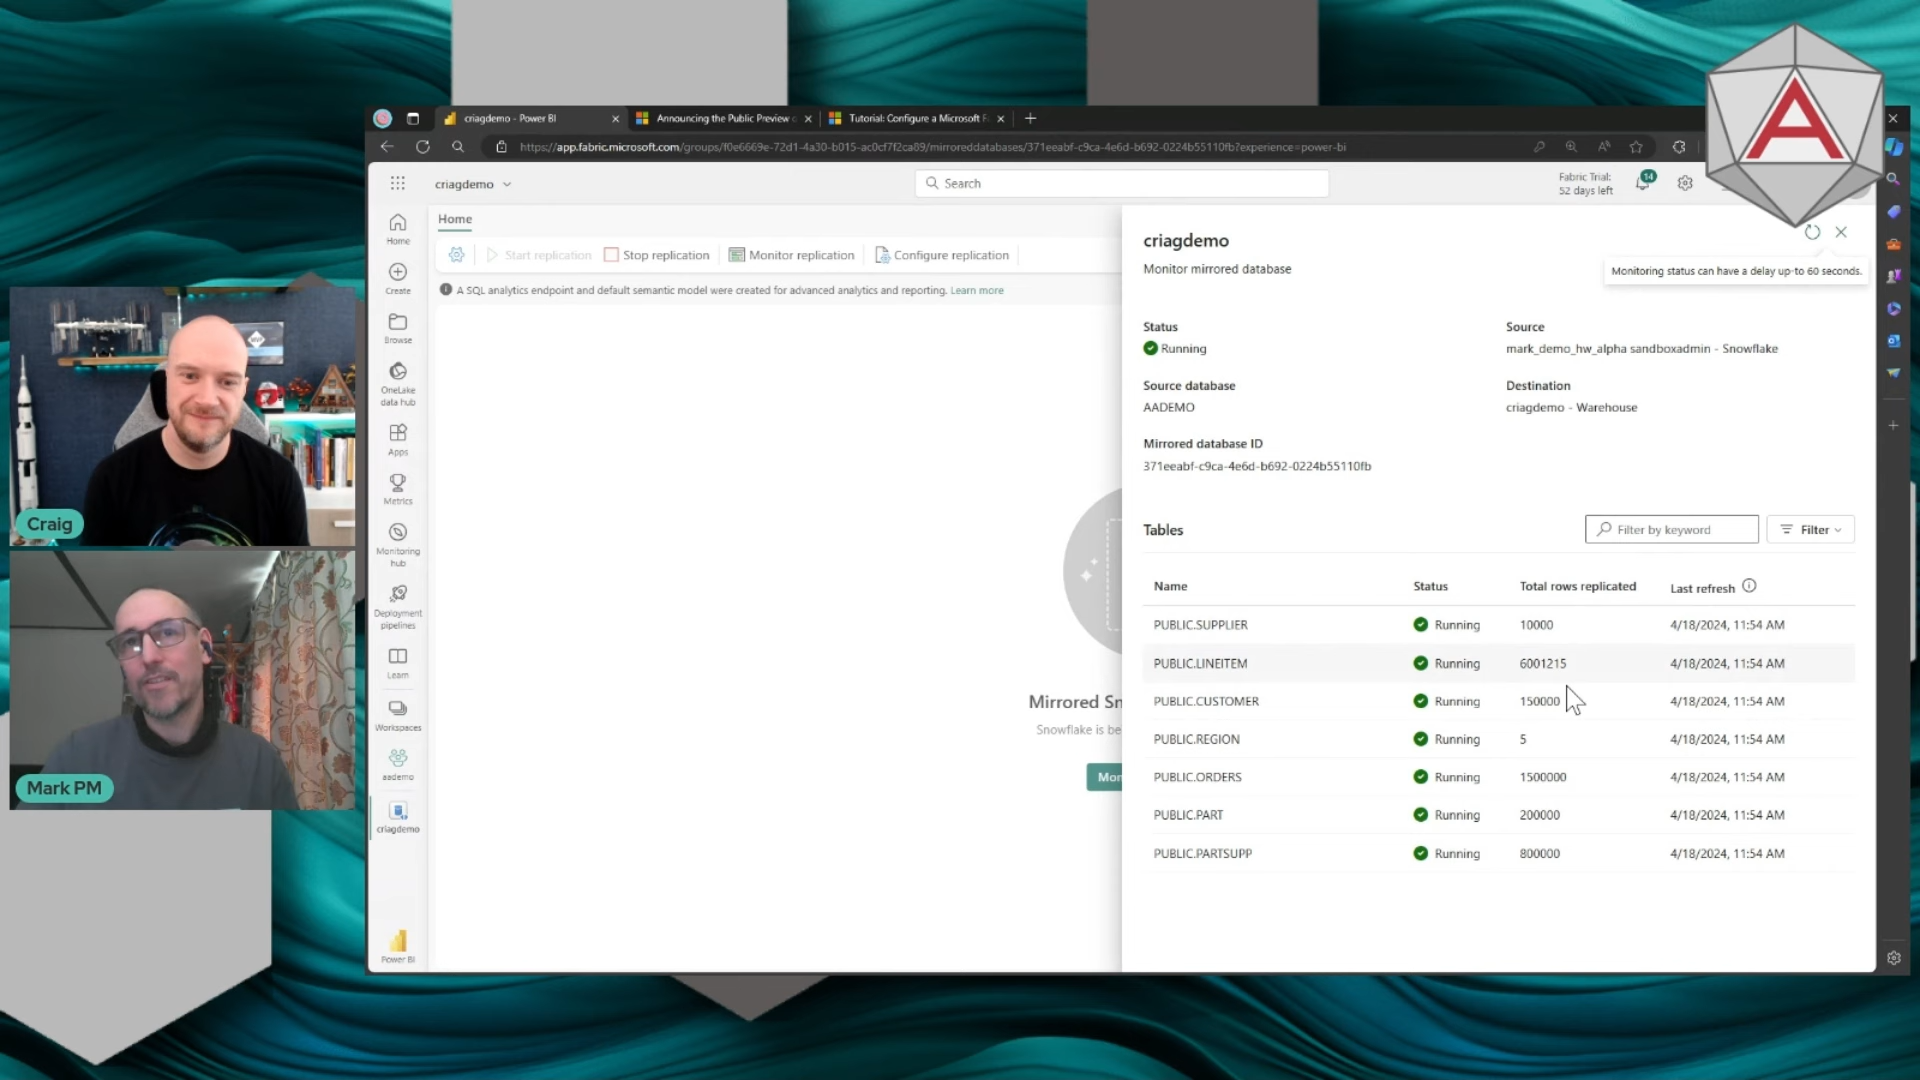 criagdemo - Power BI
Announcing the Public Preview o
Tutorial: Configure a Microsoft F
https://app.fabric.microsoft.com/groups/f0e6669e-72d1-4a30-b015-ac0cf7f2ca89/mirroreddatabases/371eeabf-c9ca-4e6d-b692-0224b55110fb?experience=power-bi
criagdemo
Search
Fabric Trial:
52 days left
14
A
Home
Create
Browse
OneLake
data hub
Apps
Metrics
Monitoring
hub
Deployment
pipelines
Learn
Workspaces
aademo
criagdemo
Power BI
Home
Start replication
Stop replication
Monitor replication
Configure replication
A SQL analytics endpoint and default semantic model were created for advanced analytics and reporting. Learn more
Mirrored Sn
Snowflake is be
Mon
criagdemo
Monitor mirrored database
Monitoring status can have a delay up-to 60 seconds.
Status
Running
Source
mark_demo_hw_alpha sandboxadmin - Snowflake
Source database
AADEMO
Destination
criagdemo - Warehouse
Mirrored database ID
371eeabf-c9ca-4e6d-b692-0224b55110fb
Tables
Filter by keyword
Filter
Name Status Total rows replicated Last refresh
PUBLIC.SUPPLIER Running 10000 4/18/2024, 11:54 AM
PUBLIC.LINEITEM Running 6001215 4/18/2024, 11:54 AM
PUBLIC.CUSTOMER Running 150000 4/18/2024, 11:54 AM
PUBLIC.REGION Running 5 4/18/2024, 11:54 AM
PUBLIC.ORDERS Running 1500000 4/18/2024, 11:54 AM
PUBLIC.PART Running 200000 4/18/2024, 11:54 AM
PUBLIC.PARTSUPP Running 800000 4/18/2024, 11:54 AM
Craig
Mark PM